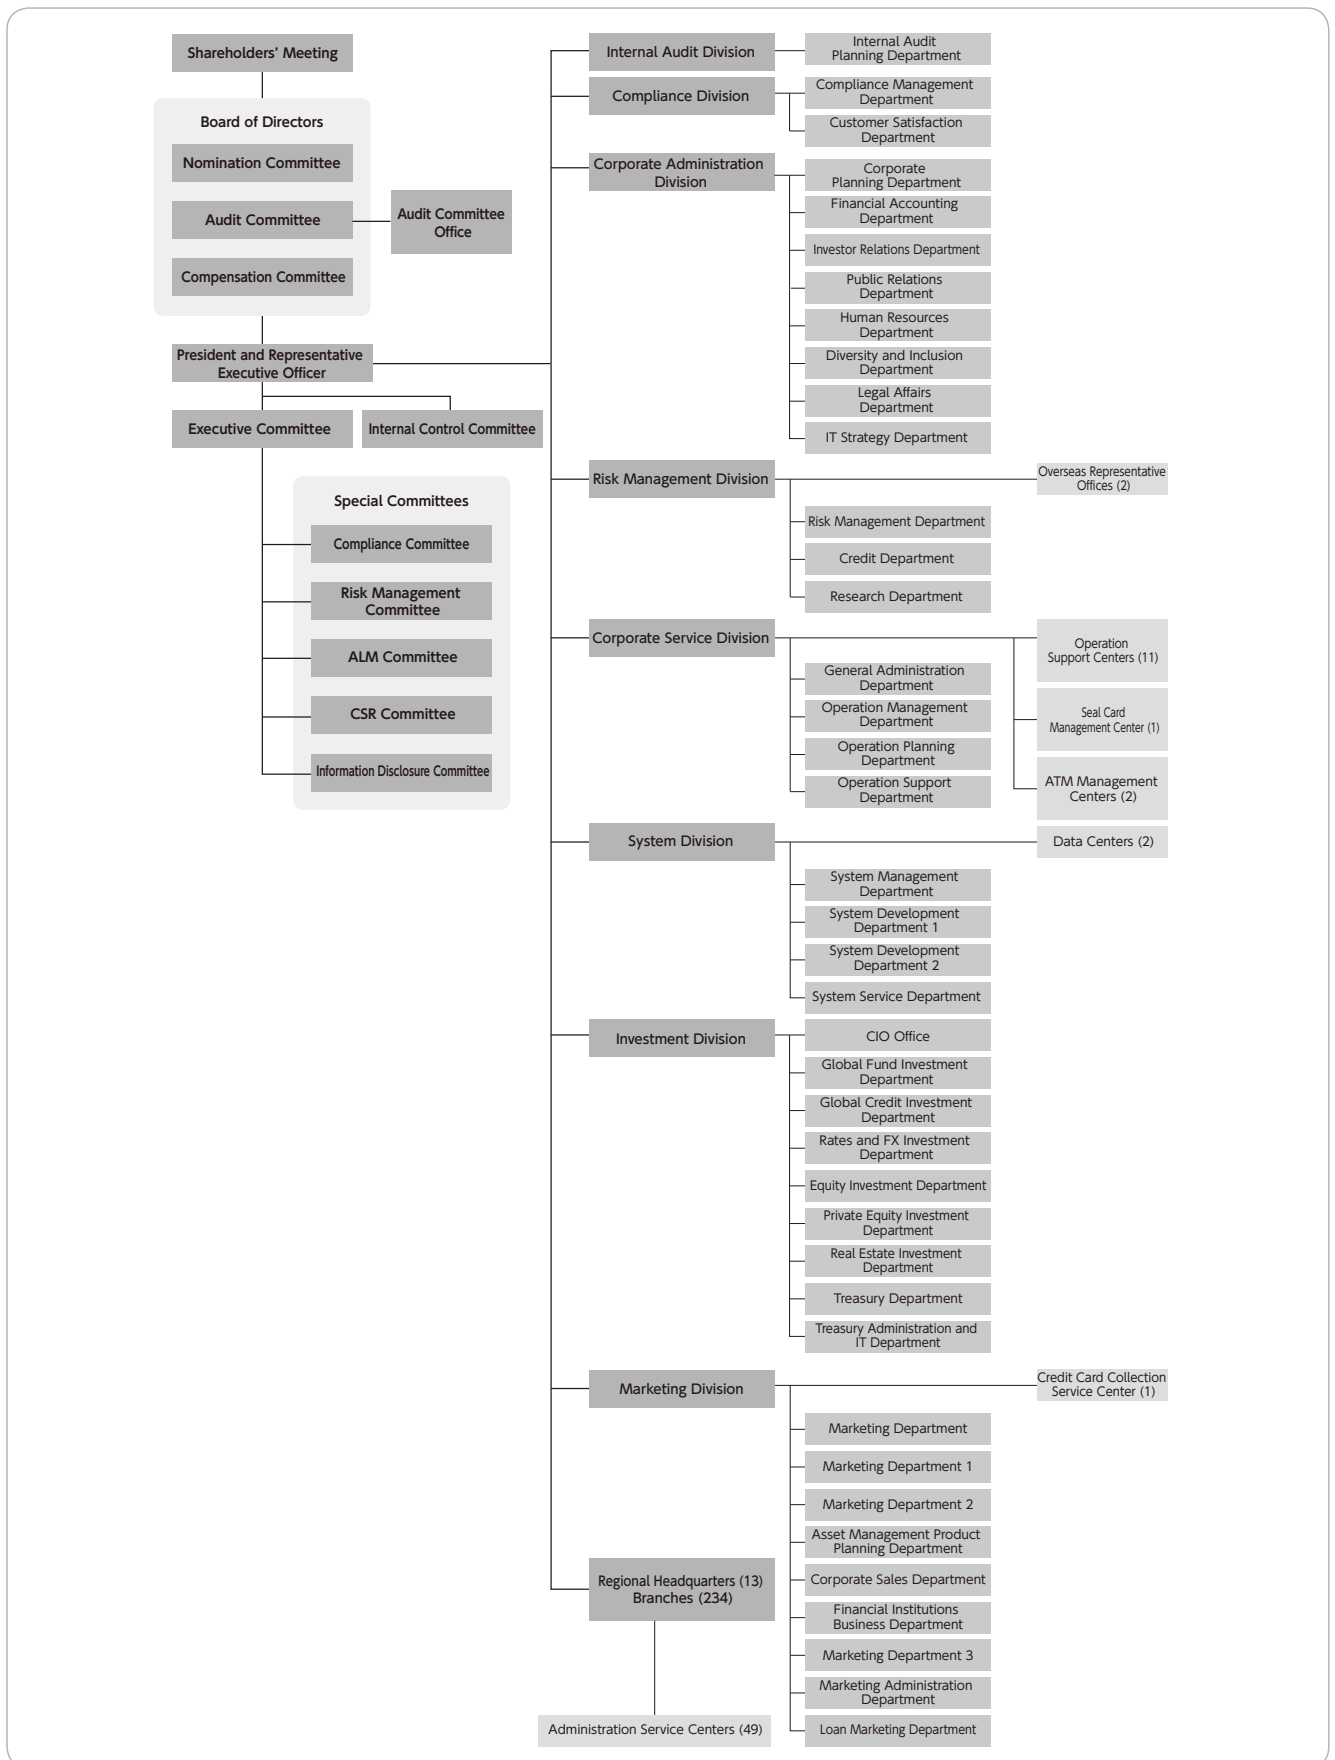 Shareholders' Meeting
Board of Directors
Nomination Committee
Audit Committee
Audit Committee
Office
Compensation Committee
President and Representative
Executive Officer
Executive Committee
Internal Control Committee
Special Committees
Compliance Committee
Risk Management
Committee
ALM Committee
CSR Committee
Information Disclosure Committee
Internal Audit Division
Internal Audit
Planning Department
Compliance Division
Compliance Management
Department
Customer Satisfaction
Department
Corporate Administration
Division
Corporate
Planning Department
Financial Accounting
Department
Investor Relations Department
Public Relations
Department
Human Resources
Department
Diversity and Inclusion
Department
Legal Affairs
Department
IT Strategy Department
Risk Management Division
Overseas Representative
Offices (2)
Risk Management Department
Credit Department
Research Department
Corporate Service Division
Operation
Support Centers (11)
General Administration
Department
Operation Management
Department
Operation Planning
Department
Operation Support
Department
Seal Card
Management Center (1)
ATM Management
Centers (2)
System Division
Data Centers (2)
System Management
Department
System Development
Department 1
System Development
Department 2
System Service Department
Investment Division
CIO Office
Global Fund Investment
Department
Global Credit Investment
Department
Rates and FX Investment
Department
Equity Investment Department
Private Equity Investment
Department
Real Estate Investment
Department
Treasury Department
Treasury Administration and
IT Department
Marketing Division
Credit Card Collection
Service Center (1)
Marketing Department
Marketing Department 1
Marketing Department 2
Asset Management Product
Planning Department
Corporate Sales Department
Financial Institutions
Business Department
Marketing Department 3
Marketing Administration
Department
Loan Marketing Department
Regional Headquarters (13)
Branches (234)
Administration Service Centers (49)